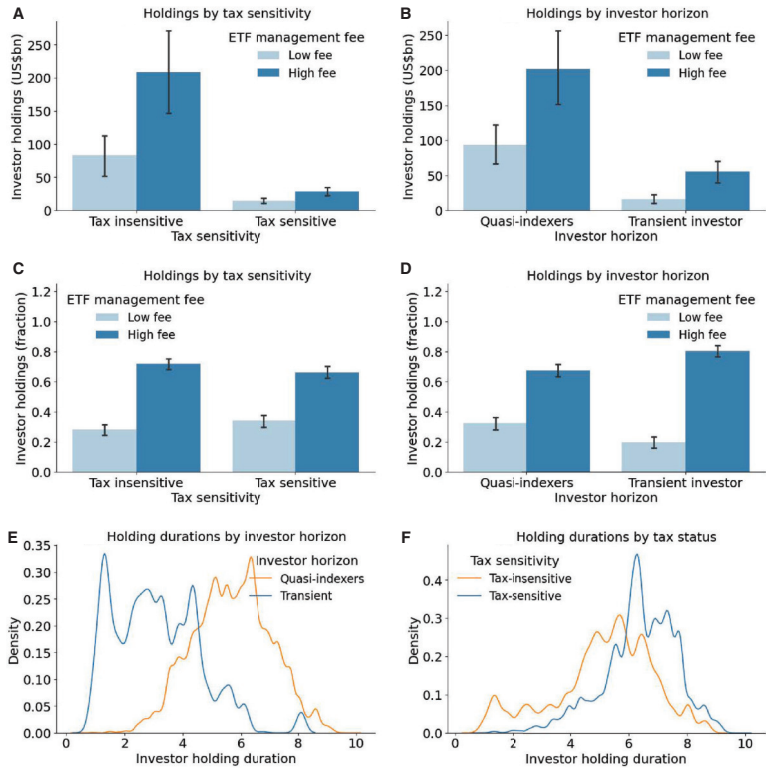 A
Holdings by tax sensitivity
Investor holdings (US$bn)
250
200
150
100
50
0
ETF management fee
Low fee
High fee
Tax insensitive
Tax sensitive
Tax sensitivity
B
Holdings by investor horizon
Investor holdings (US$bn)
250
200
150
100
50
0
ETF management fee
Low fee
High fee
Quasi-indexers
Transient investor
Investor horizon
C
Holdings by tax sensitivity
Investor holdings (fraction)
1.2
1.0
0.8
0.6
0.4
0.2
0.0
ETF management fee
Low fee
High fee
Tax insensitive
Tax sensitive
Tax sensitivity
D
Holdings by investor horizon
Investor holdings (fraction)
1.2
1.0
0.8
0.6
0.4
0.2
0.0
ETF management fee
Low fee
High fee
Quasi-indexers
Transient investor
Investor horizon
E
Holding durations by investor horizon
Density
0.35
0.30
0.25
0.20
0.15
0.10
0.05
0.00
Investor horizon
Quasi-indexers
Transient
0 2 4 6 8 10
Investor holding duration
F
Holding durations by tax status
Density
0.4
0.3
0.2
0.1
0.0
Tax sensitivity
Tax-insensitive
Tax-sensitive
0 2 4 6 8 10
Investor holding duration